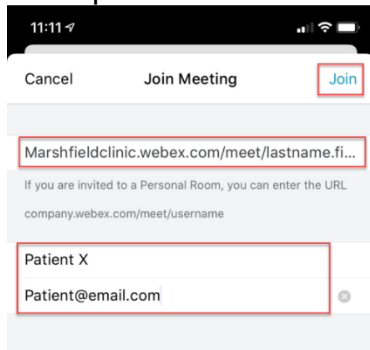 11:11
Cancel Join Meeting Join
Marshfieldclinic.webex.com/meet/lastname.fi...
If you are invited to a Personal Room, you can enter the URL
company.webex.com/meet/username
Patient X
Patient@email.com